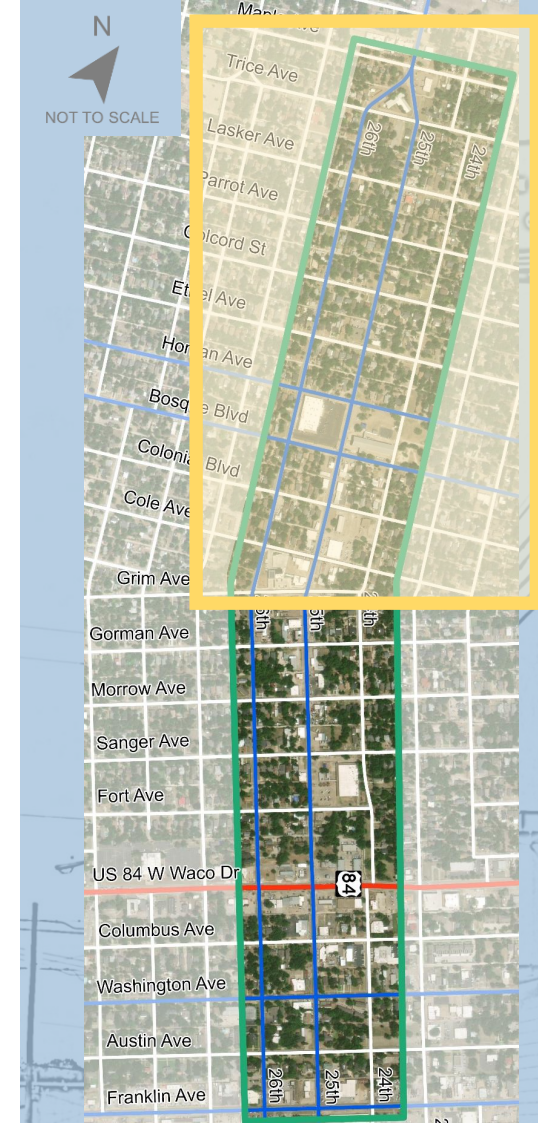 N
NOT TO SCALE
Trice Ave
Lasker Ave
Parrot Ave
Colcord St
Ethel Ave
Homan Ave
Bosque Blvd
Colonial Blvd
Cole Ave
Grim Ave
Gorman Ave
Morrow Ave
Sanger Ave
Fort Ave
US 84 W Waco Dr
Columbus Ave
Washington Ave
Austin Ave
Franklin Ave
26th
25th
24th
84
26th
25th
24th